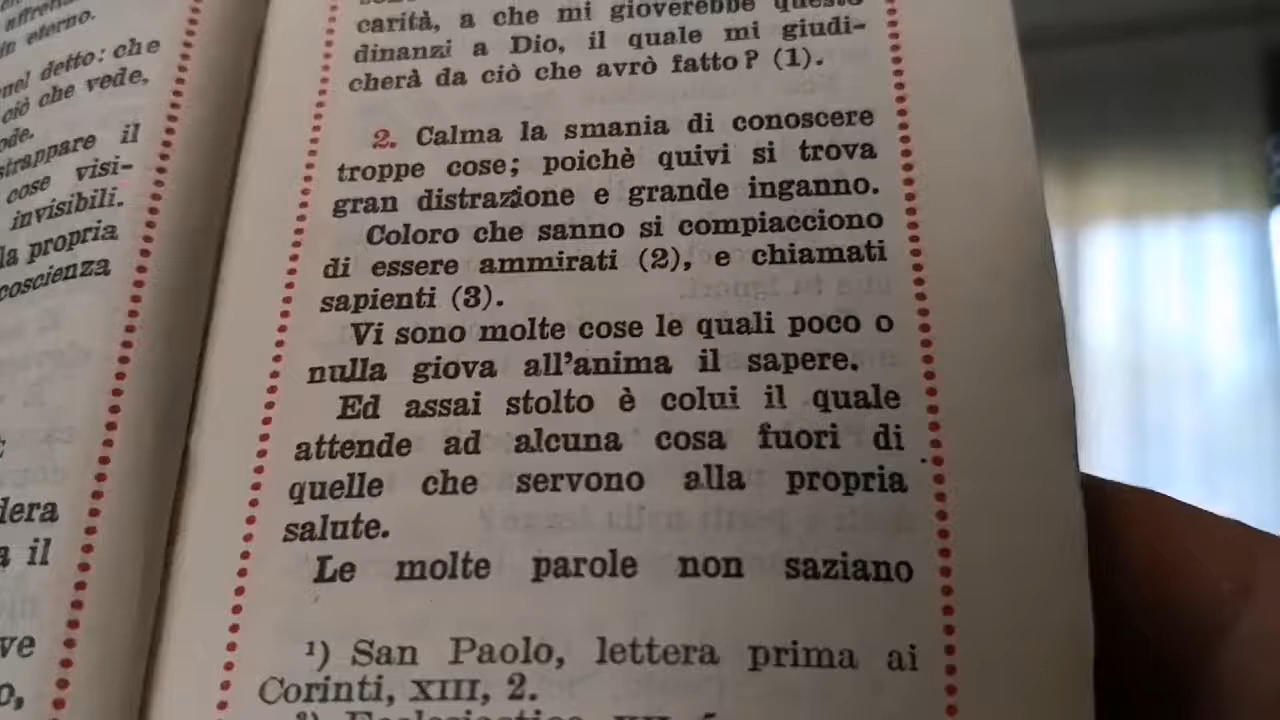 in eterno.
nel detto: che
ciò che vede,
strappare il
cose visi-
invisibili.
la propria
coscienza
il
carità, a che mi gioverebbe questo
dinanzi a Dio, il quale mi giudi-
cherà da ciò che avrò fatto? (1).
2. Calma la smania di conoscere
troppe cose; poichè quivi si trova
gran distrazione e grande inganno.
Coloro che sanno si compiacciono
di essere ammirati (2), e chiamati
sapienti (3).
Vi sono molte cose le quali poco o
nulla giova all'anima il sapere.
Ed assai stolto è colui il quale
attende ad alcuna cosa fuori di
quelle che servono alla propria
salute.
Le molte parole non saziano
¹) San Paolo, lettera prima ai
Corinti, XIII, 2.